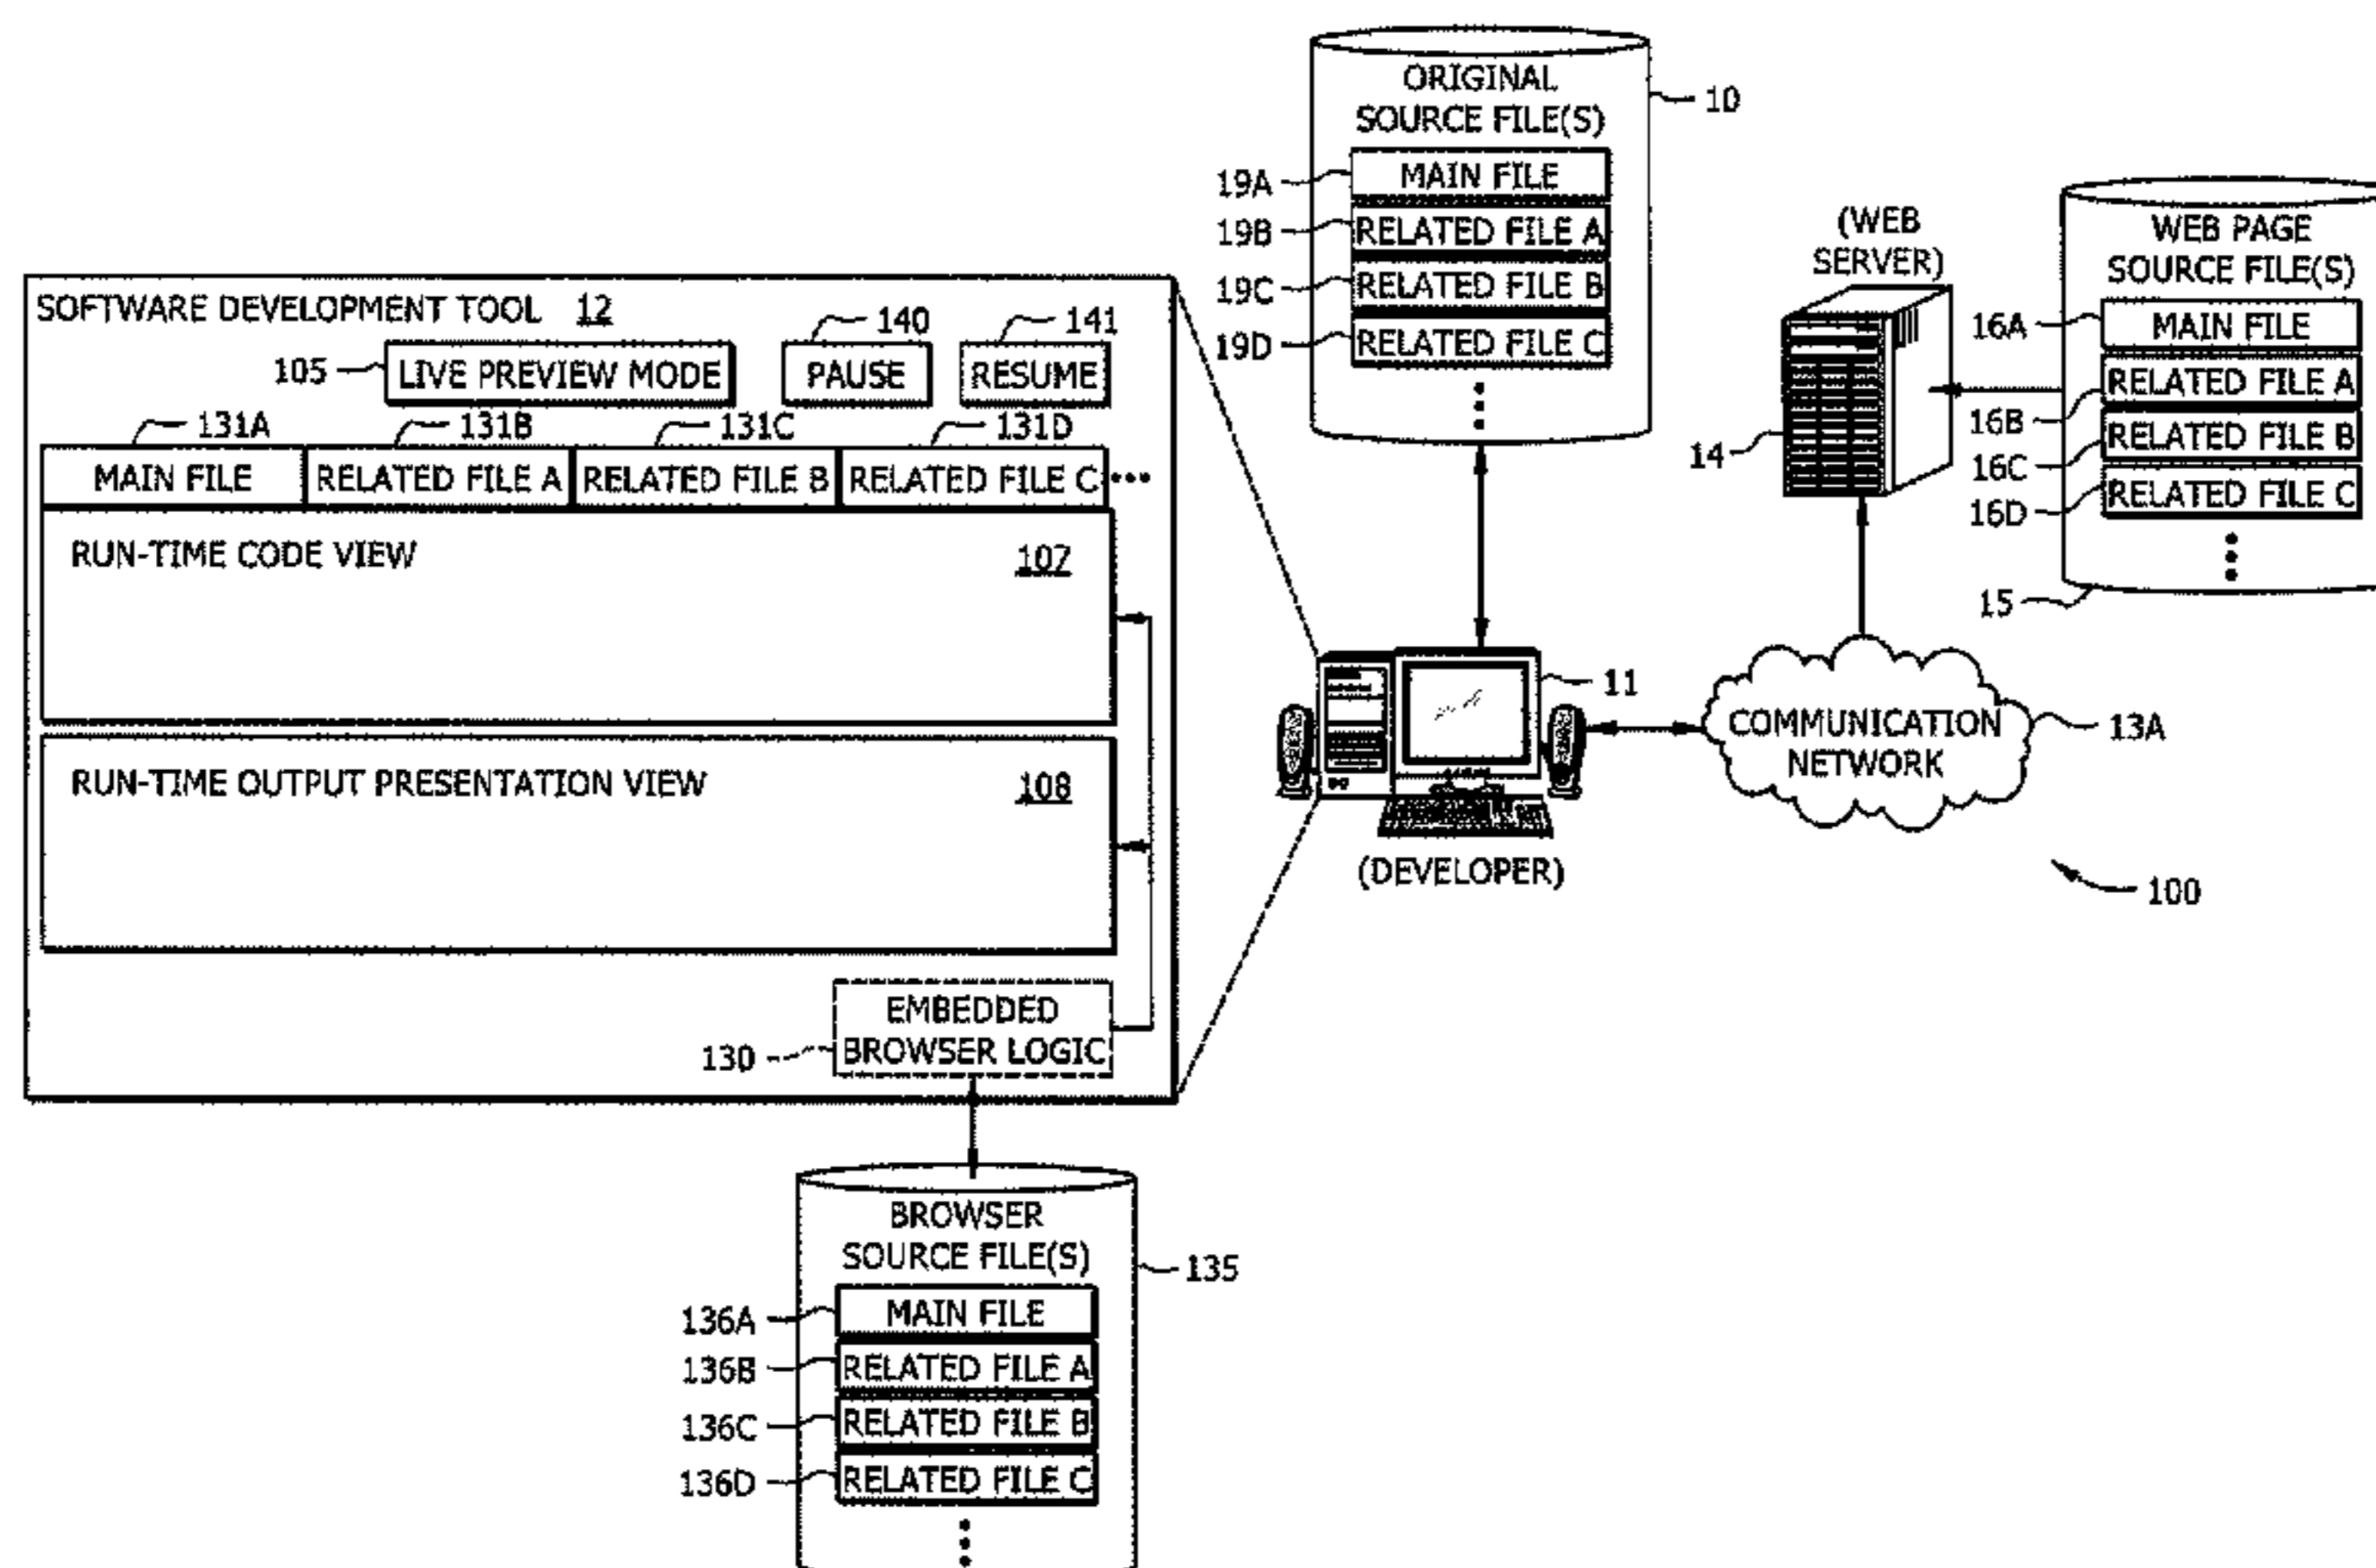 SOFTWARE DEVELOPMENT TOOL 12
105 LIVE PREVIEW MODE
140
PAUSE
141
RESUME
131A 131B 131C 131D
MAIN FILE RELATED FILE A RELATED FILE B RELATED FILE C ...
RUN-TIME CODE VIEW 107
RUN-TIME OUTPUT PRESENTATION VIEW 108
EMBEDDED
130 BROWSER LOGIC
BROWSER
SOURCE FILE(S)
135
136A MAIN FILE
136B RELATED FILE A
136C RELATED FILE B
136D RELATED FILE C
ORIGINAL
SOURCE FILE(S)
10
19A MAIN FILE
19B RELATED FILE A
19C RELATED FILE B
19D RELATED FILE C
11
(DEVELOPER)
COMMUNICATION
NETWORK
13A
100
(WEB
SERVER)
14
WEB PAGE
SOURCE FILE(S)
16A MAIN FILE
16B RELATED FILE A
16C RELATED FILE B
16D RELATED FILE C
15